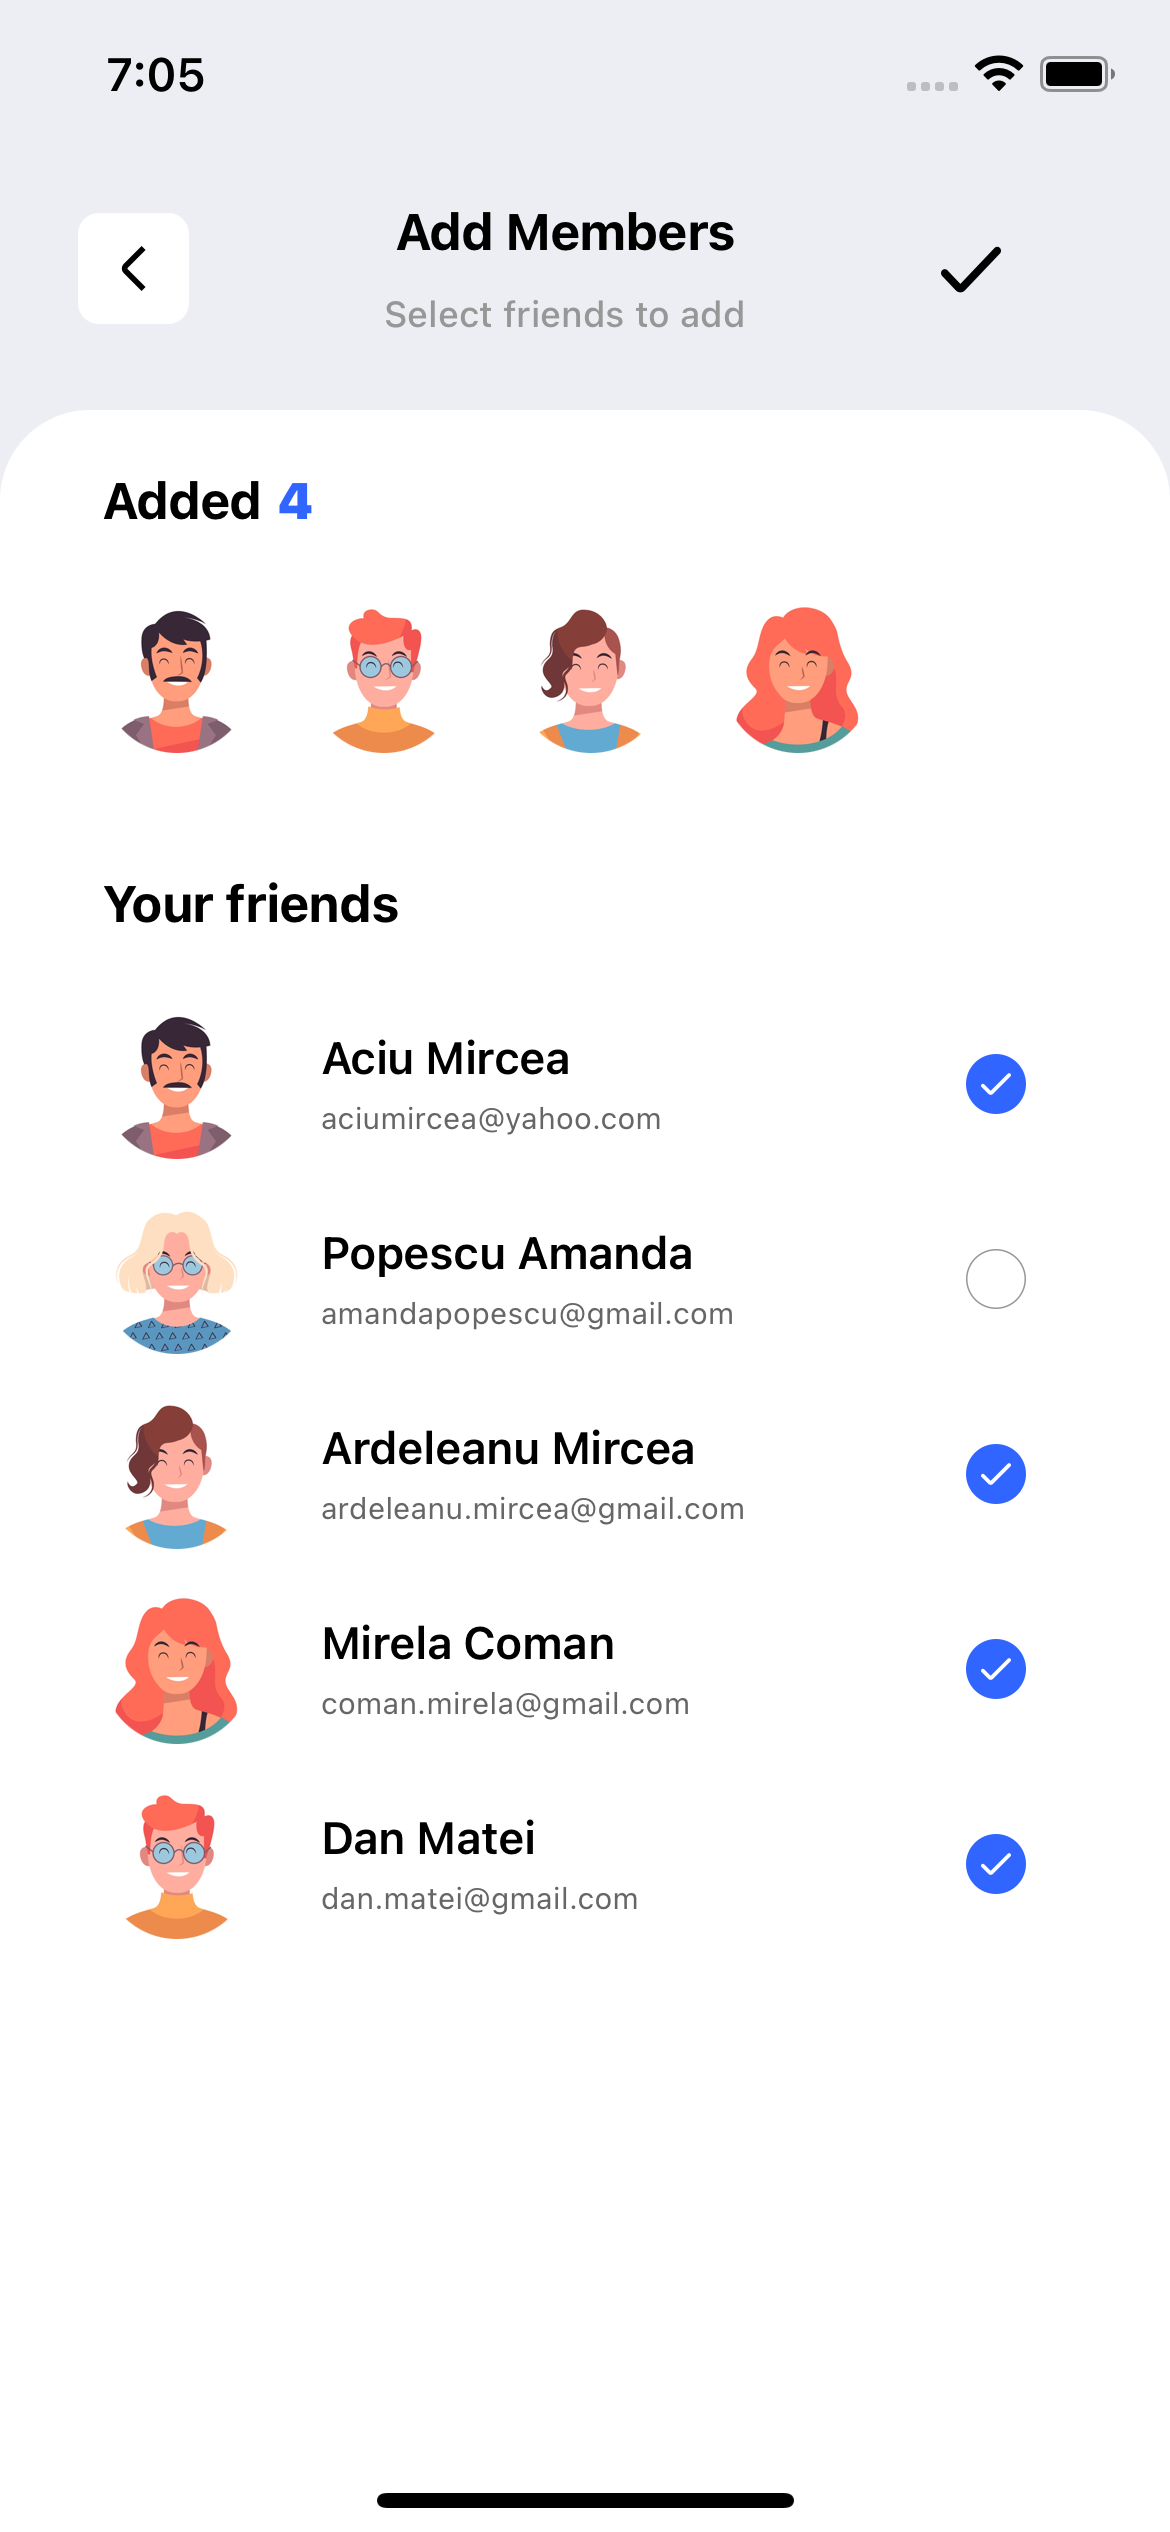 7:05
Add Members
Select friends to add
Added 4
Your friends
Aciu Mircea
aciumircea@yahoo.com
Popescu Amanda
amandapopescu@gmail.com
Ardeleanu Mircea
ardeleanu.mircea@gmail.com
Mirela Coman
coman.mirela@gmail.com
Dan Matei
dan.matei@gmail.com